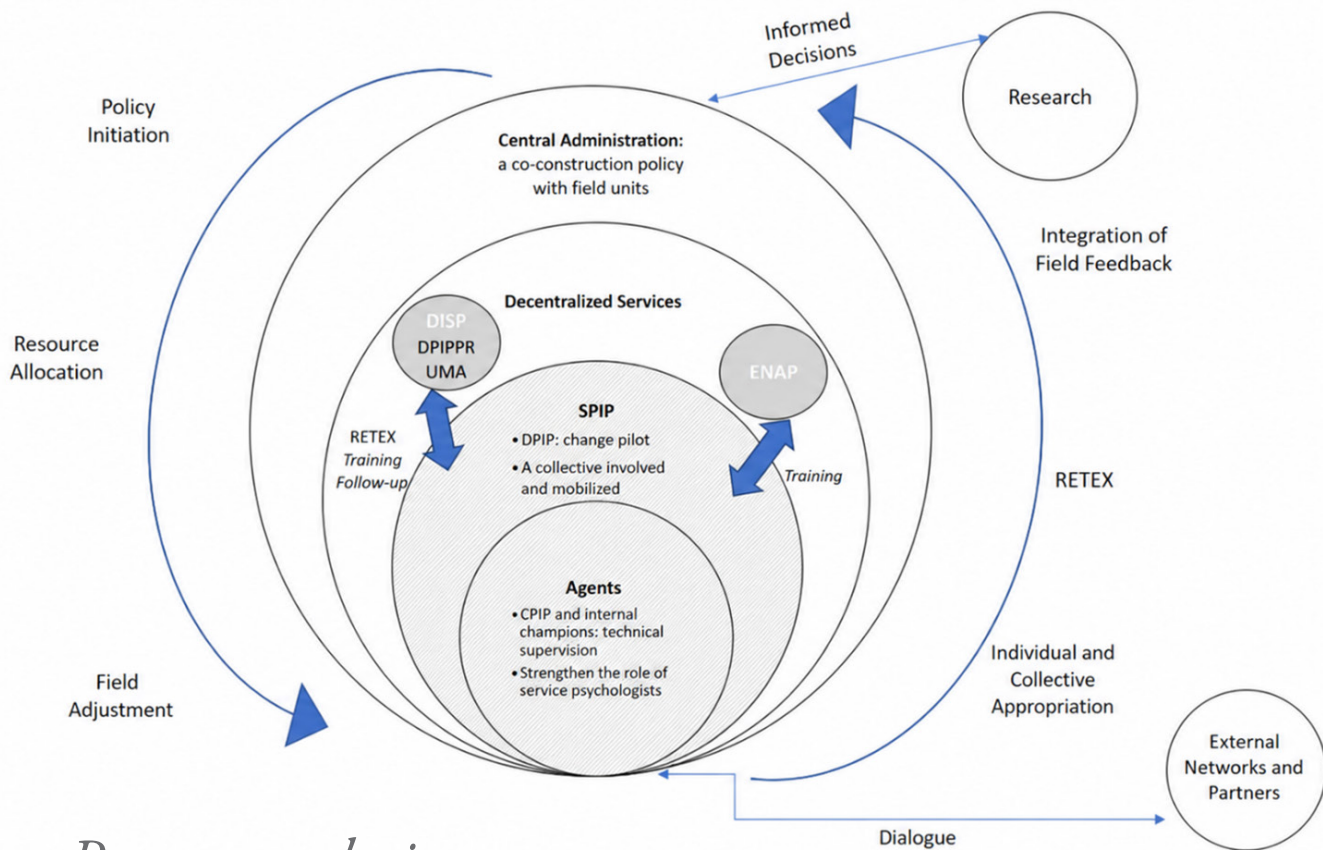 Informed
Decisions
Research
Policy
Initiation
Central Administration:
a co-construction policy
with field units
Integration of
Field Feedback
Decentralized Services
DISP
DPIPPR
UMA
ENAP
Resource
Allocation
SPIP
• DPIP: change pilot
• A collective involved
and mobilized
RETEX
Training
Follow-up
Training
RETEX
Agents
• CPIP and internal
champions: technical
supervision
• Strengthen the role of
service psychologists
Field
Adjustment
Individual and
Collective
Appropriation
External
Networks and
Partners
Dialogue